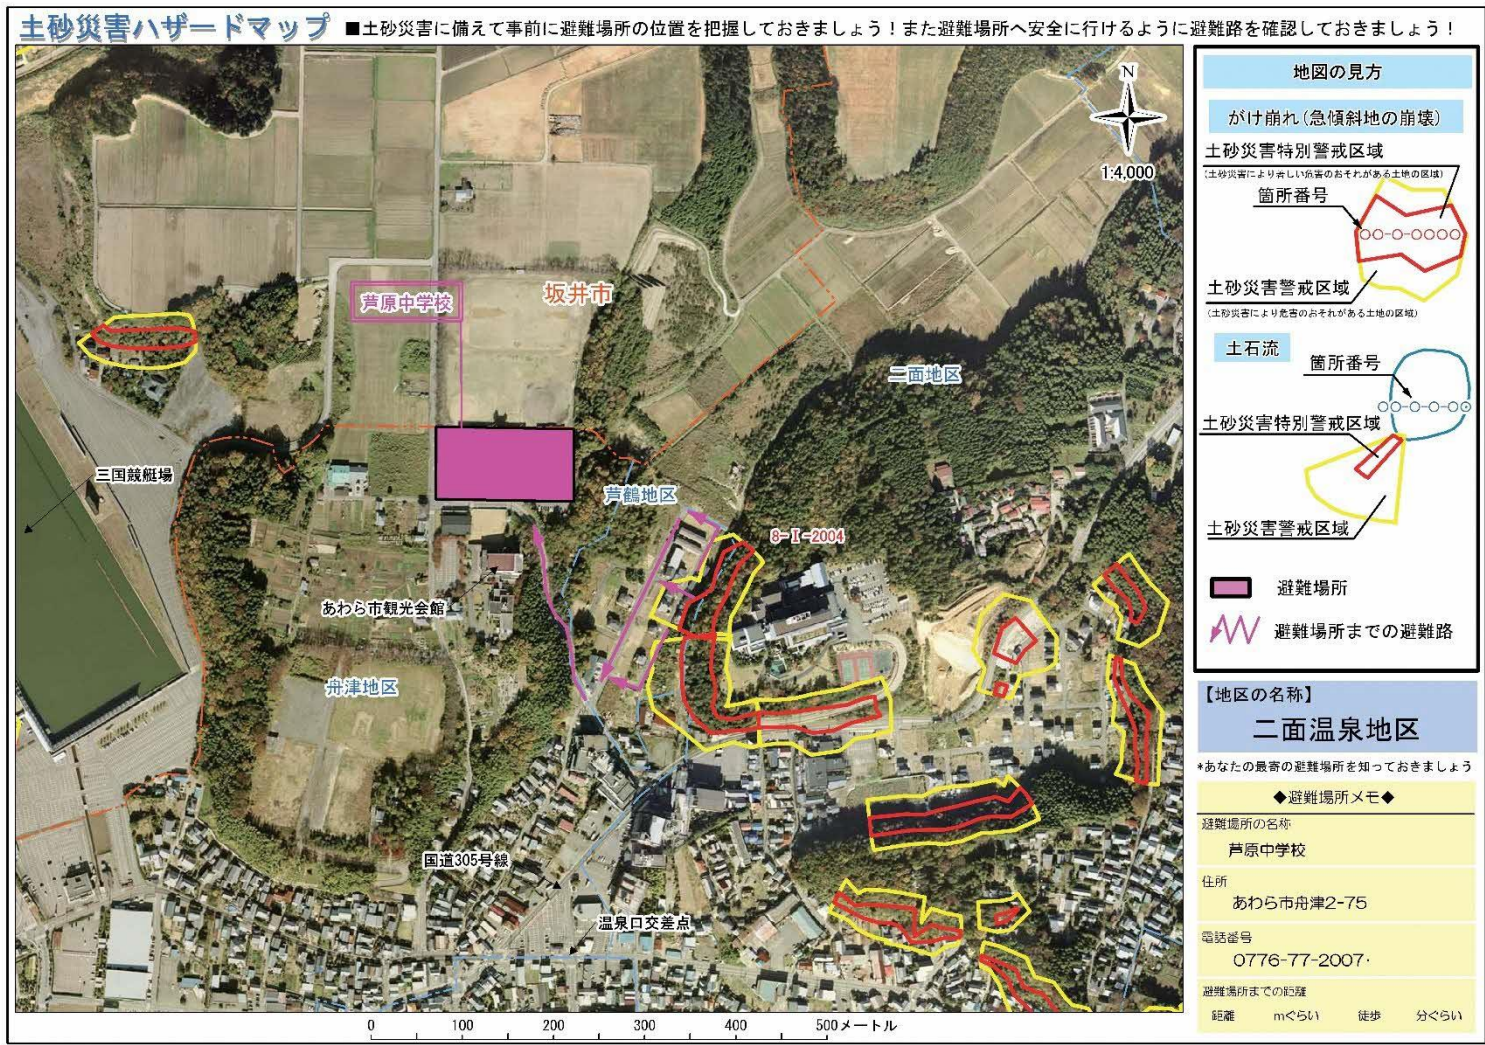 土砂災害ハザードマップ
■土砂災害に備えて事前に避難場所の位置を把握しておきましょう！また避難場所へ安全に行けるように避難路を確認しておきましょう！
N
1:4,000
芦原中学校
坂井市
二面地区
三国競艇場
芦鶴地区
8-Ⅰ-2004
あわら市観光会館
舟津地区
国道305号線
温泉口交差点
0 100 200 300 400 500メートル
地図の見方
がけ崩れ(急傾斜地の崩壊)
土砂災害特別警戒区域
(土砂災害により著しい危害のおそれがある土地の区域)
箇所番号
○○-○-○○○○
土砂災害警戒区域
(土砂災害により危害のおそれがある土地の区域)
土石流
箇所番号
○○-○-○-○○
土砂災害特別警戒区域
土砂災害警戒区域
避難場所
避難場所までの避難路
【地区の名称】
二面温泉地区
*あなたの最寄の避難場所を知っておきましょう
◆避難場所メモ◆
避難場所の名称
芦原中学校
住所
あわら市舟津2-75
電話番号
0776-77-2007・
避難場所までの距離
距離 mぐらい 徒歩 分ぐらい